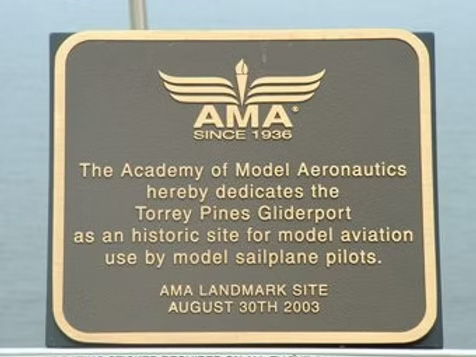 AMA®
SINCE 1936
The Academy of Model Aeronautics
hereby dedicates the
Torrey Pines Gliderport
as an historic site for model aviation
use by model sailplane pilots.
AMA LANDMARK SITE
AUGUST 30TH 2003